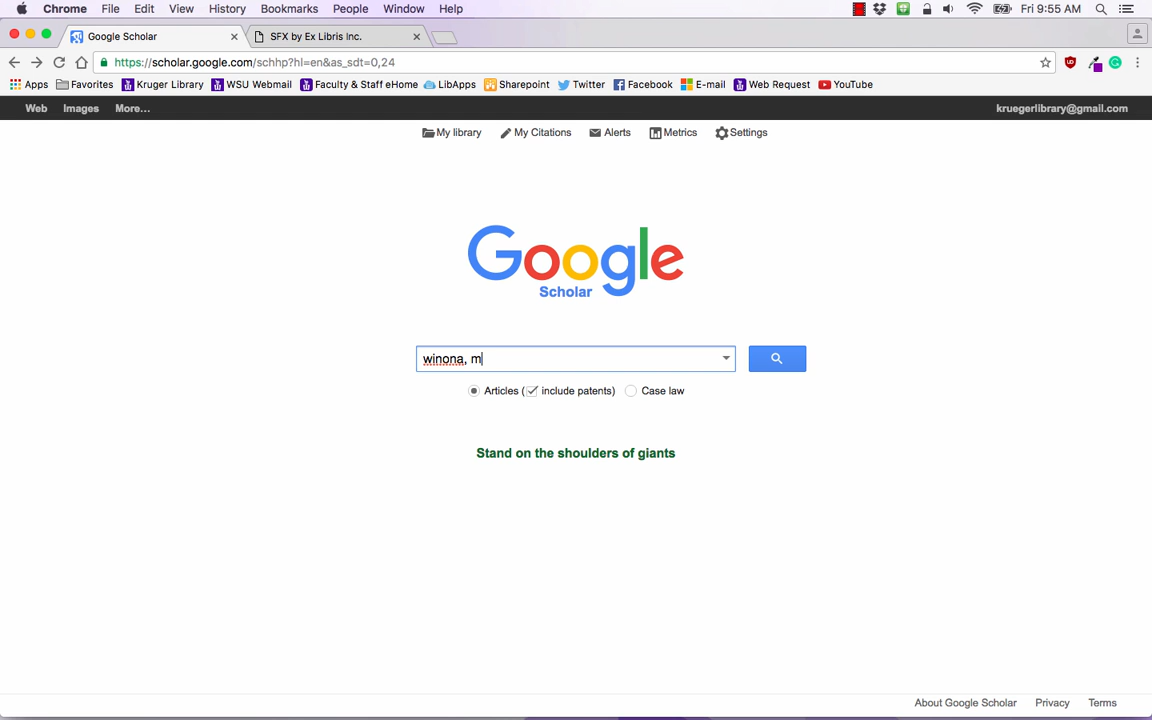 Chrome File Edit View History Bookmarks People Window Help Fri 9:55 AM
Google Scholar SFX by Ex Libris Inc.
https://scholar.google.com/schhp?hl=en&as_sdt=0,24
Apps Favorites Kruger Library WSU Webmail Faculty & Staff eHome LibApps Sharepoint Twitter Facebook E-mail Web Request YouTube
Web Images More... kruegerlibrary@gmail.com
My library My Citations Alerts Metrics Settings
Google
Scholar
winona, m
Articles ( include patents) Case law
Stand on the shoulders of giants
About Google Scholar Privacy Terms